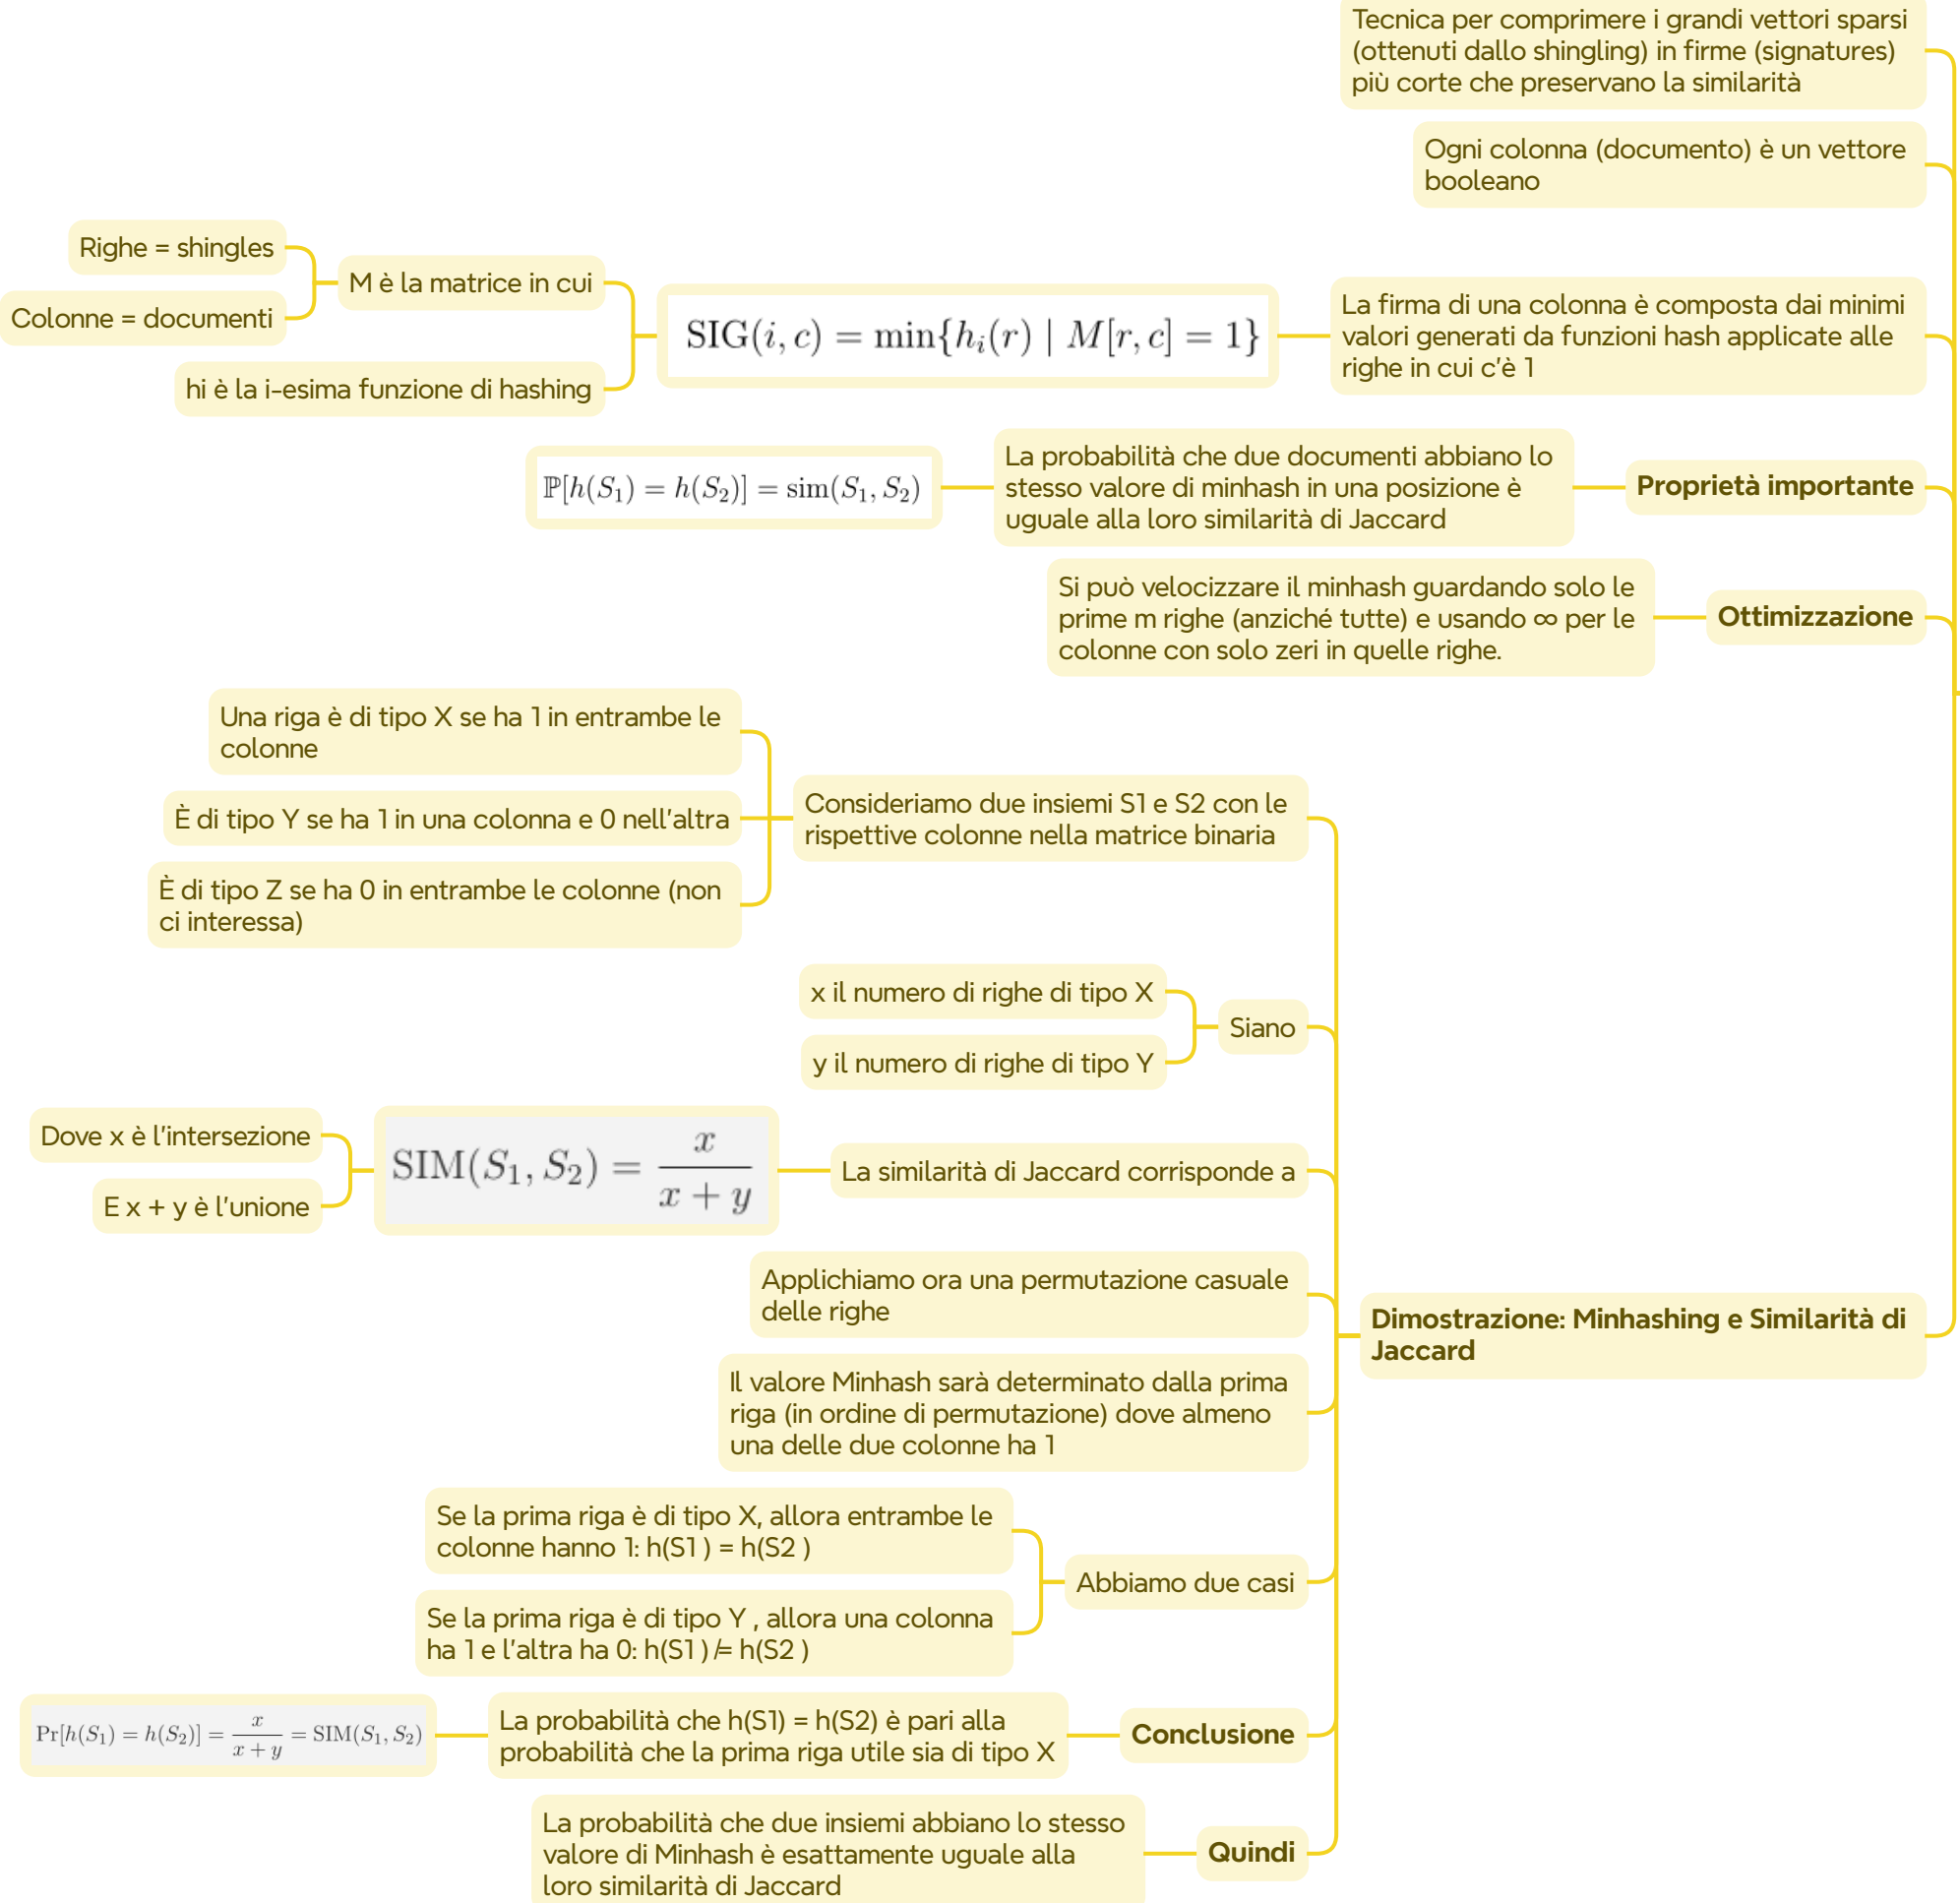 Tecnica per comprimere i grandi vettori sparsi
(ottenuti dallo shingling) in firme (signatures)
più corte che preservano la similarità
Ogni colonna (documento) è un vettore
booleano
La firma di una colonna è composta dai minimi
valori generati da funzioni hash applicate alle
righe in cui c'è 1
SIG(i, c) = min{h_i(r) | M[r, c] = 1}
M è la matrice in cui
Righe = shingles
Colonne = documenti
hi è la i-esima funzione di hashing
Proprietà importante
La probabilità che due documenti abbiano lo
stesso valore di minhash in una posizione è
uguale alla loro similarità di Jaccard
ℙ[h(S₁) = h(S₂)] = sim(S₁, S₂)
Ottimizzazione
Si può velocizzare il minhash guardando solo le
prime m righe (anziché tutte) e usando ∞ per le
colonne con solo zeri in quelle righe.
Dimostrazione: Minhashing e Similarità di
Jaccard
Consideriamo due insiemi S1 e S2 con le
rispettive colonne nella matrice binaria
Una riga è di tipo X se ha 1 in entrambe le
colonne
È di tipo Y se ha 1 in una colonna e 0 nell'altra
È di tipo Z se ha 0 in entrambe le colonne (non
ci interessa)
Siano
x il numero di righe di tipo X
y il numero di righe di tipo Y
La similarità di Jaccard corrisponde a
SIM(S₁, S₂) = x / (x + y)
Dove x è l'intersezione
E x + y è l'unione
Applichiamo ora una permutazione casuale
delle righe
Il valore Minhash sarà determinato dalla prima
riga (in ordine di permutazione) dove almeno
una delle due colonne ha 1
Abbiamo due casi
Se la prima riga è di tipo X, allora entrambe le
colonne hanno 1: h(S1 ) = h(S2 )
Se la prima riga è di tipo Y , allora una colonna
ha 1 e l'altra ha 0: h(S1 ) ≠ h(S2 )
Conclusione
La probabilità che h(S1) = h(S2) è pari alla
probabilità che la prima riga utile sia di tipo X
Pr[h(S₁) = h(S₂)] = x / (x + y) = SIM(S₁, S₂)
Quindi
La probabilità che due insiemi abbiano lo stesso
valore di Minhash è esattamente uguale alla
loro similarità di Jaccard